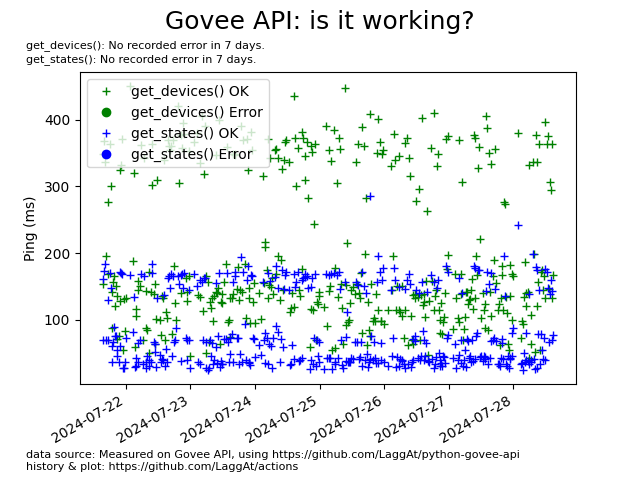 Govee API: is it working?
get_devices(): No recorded error in 7 days.
get_states(): No recorded error in 7 days.
get_devices() OK
get_devices() Error
get_states() OK
get_states() Error
Ping (ms)
400
300
200
100
2024-07-22
2024-07-23
2024-07-24
2024-07-25
2024-07-26
2024-07-27
2024-07-28
data source: Measured on Govee API, using https://github.com/LaggAt/python-govee-api
history & plot: https://github.com/LaggAt/actions